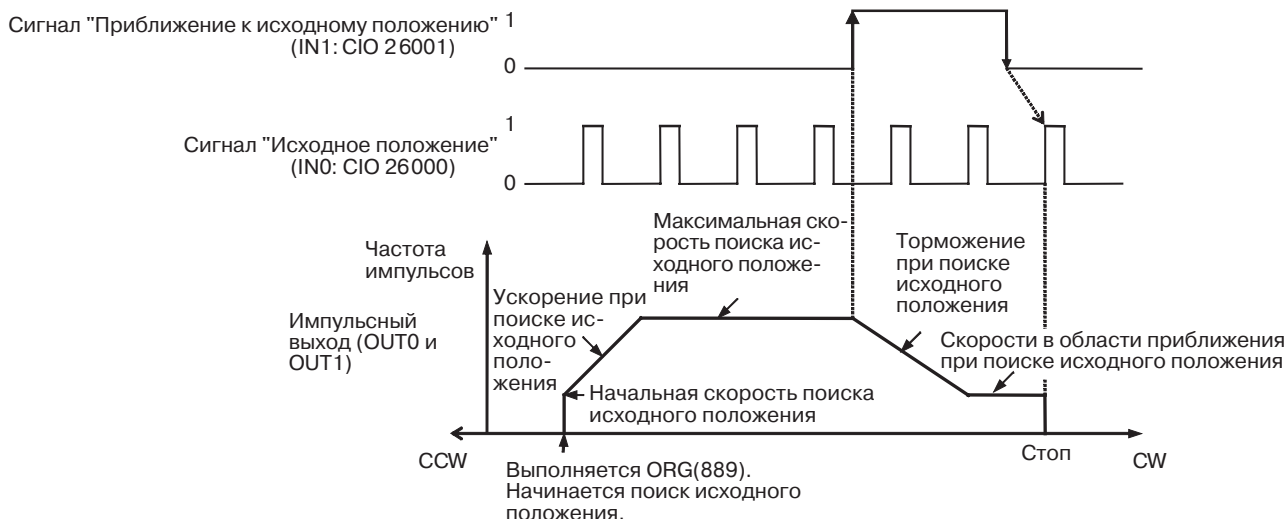 Сигнал "Приближение к исходному положению"
(IN1: CIO 26001)
1
0
Сигнал "Исходное положение"
(IN0: CIO 26000)
1
0
Частота
импульсов
Импульсный
выход (OUT0 и
OUT1)
Ускорение при
поиске ис-
ходного
поло-
жения
Максимальная ско-
рость поиска ис-
ходного положе-
ния
Торможение
при поиске
исходного
положения
Скорости в области приближения
при поиске исходного положения
Начальная скорость поиска
исходного положения
CCW
Выполняется ORG(889).
Начинается поиск исходного
положения.
Стоп
CW